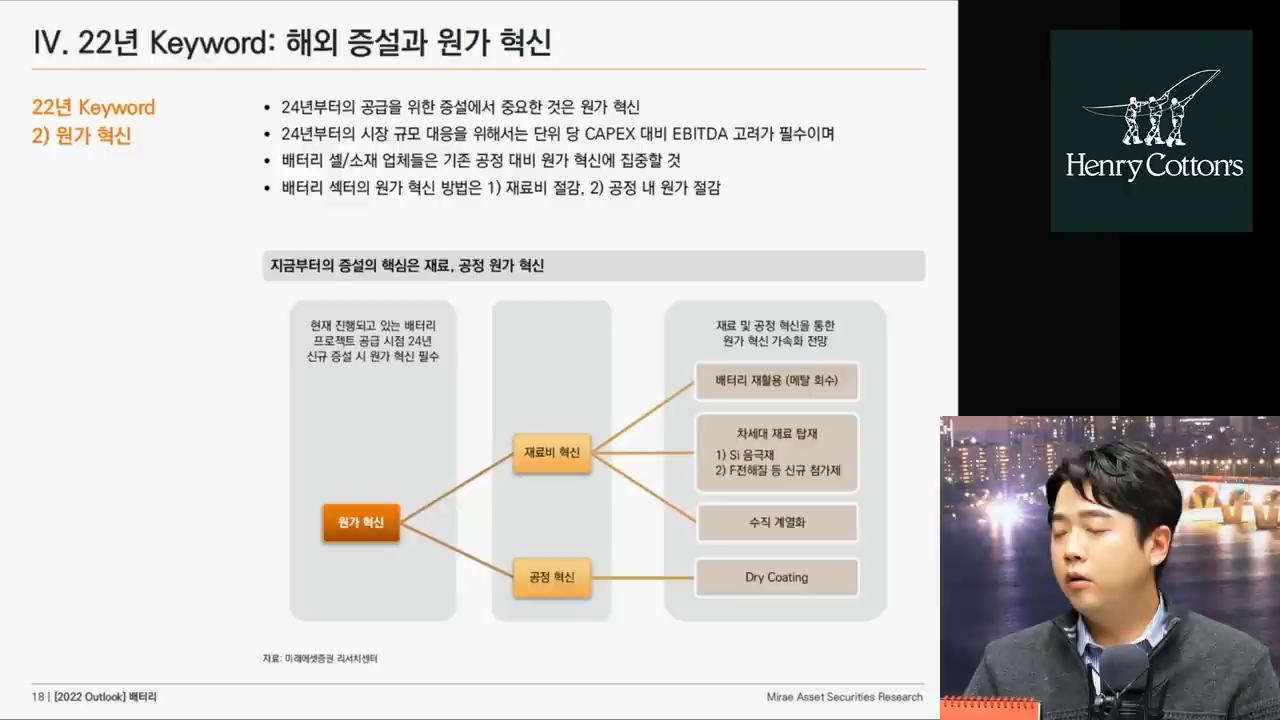 IV. 22년 Keyword: 해외 증설과 원가 혁신
22년 Keyword
2) 원가 혁신
• 24년부터의 공급을 위한 증설에서 중요한 것은 원가 혁신
• 24년부터의 시장 규모 대응을 위해서는 단위 당 CAPEX 대비 EBITDA 고려가 필수이며
• 배터리 셀/소재 업체들은 기존 공정 대비 원가 혁신에 집중할 것
• 배터리 섹터의 원가 혁신 방법은 1) 재료비 절감, 2) 공정 내 원가 절감
지금부터의 증설의 핵심은 재료, 공정 원가 혁신
현재 진행되고 있는 배터리
프로젝트 공급 시점 24년
신규 증설 시 원가 혁신 필수
원가 혁신
재료비 혁신
공정 혁신
재료 및 공정 혁신을 통한
원가 혁신 가속화 전망
배터리 재활용 (메탈 회수)
차세대 재료 탑재
1) Si 음극재
2) F전해질 등 신규 첨가제
수직 계열화
Dry Coating
자료: 미래에셋증권 리서치센터
18 | [2022 Outlook] 배터리
Mirae Asset Securities Research
Henry Cotton's